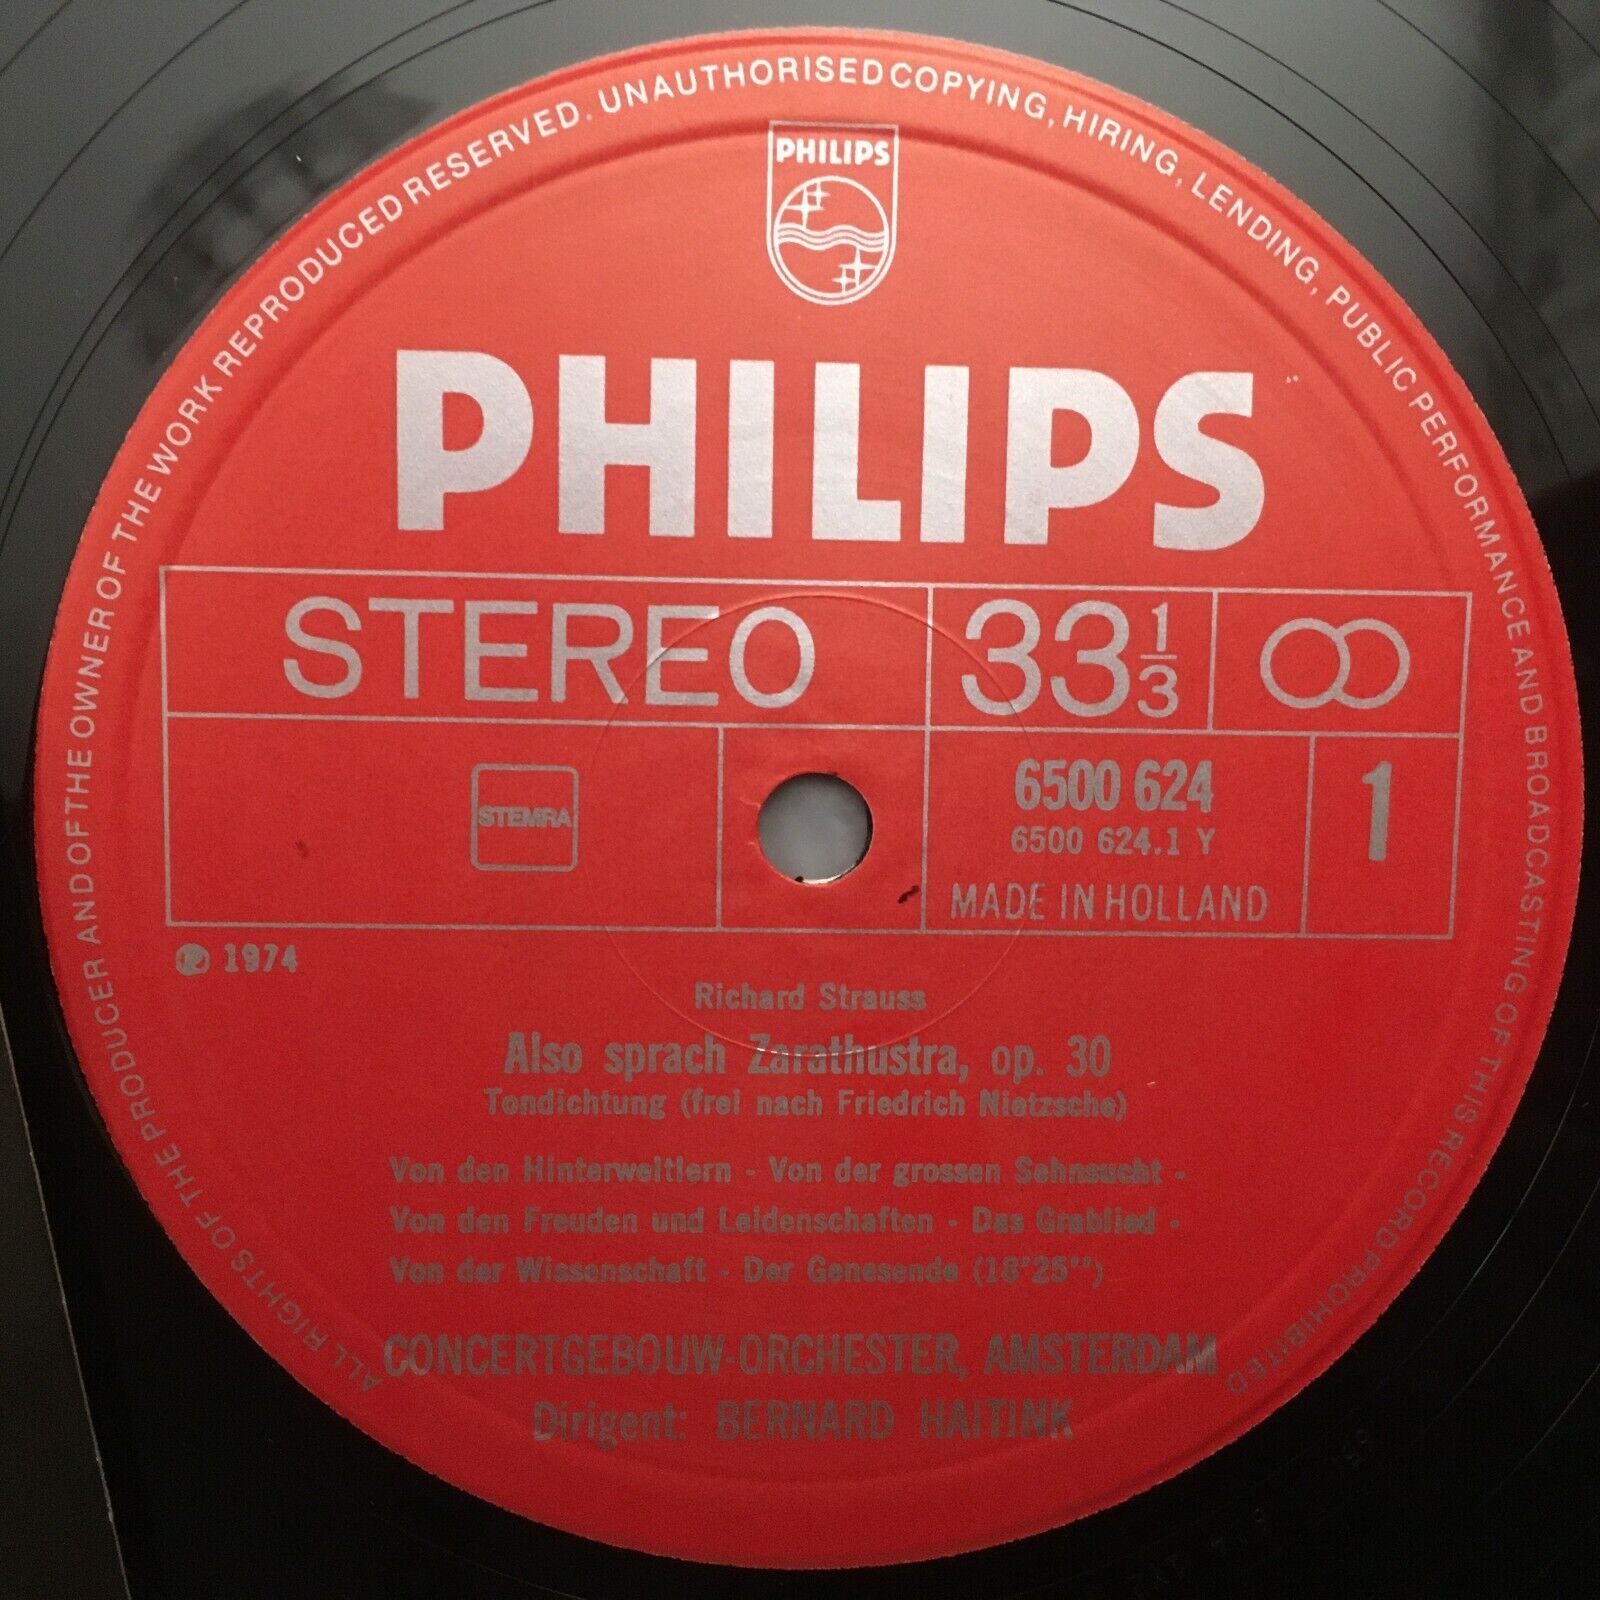 ALL RIGHTS OF THE PRODUCER AND OF THE OWNER OF THE WORK REPRODUCED RESERVED. UNAUTHORISED COPYING, HIRING, LENDING, PUBLIC PERFORMANCE AND BROADCASTING OF THIS RECORD PROHIBITED
PHILIPS
PHILIPS
STEREO 33 1/3
STEMRA
6500 624 1
6500 624.1 Y
MADE IN HOLLAND
℗ 1974
Richard Strauss
Also sprach Zarathustra, op. 30
Tondichtung (frei nach Friedrich Nietzsche)
Von den Hinterweltlern - Von der grossen Sehnsucht -
Von den Freuden und Leidenschaften - Das Grablied -
Von der Wissenschaft - Der Genesende (18'25'')
CONCERTGEBOUW-ORCHESTER, AMSTERDAM
Dirigent: BERNARD HAITINK